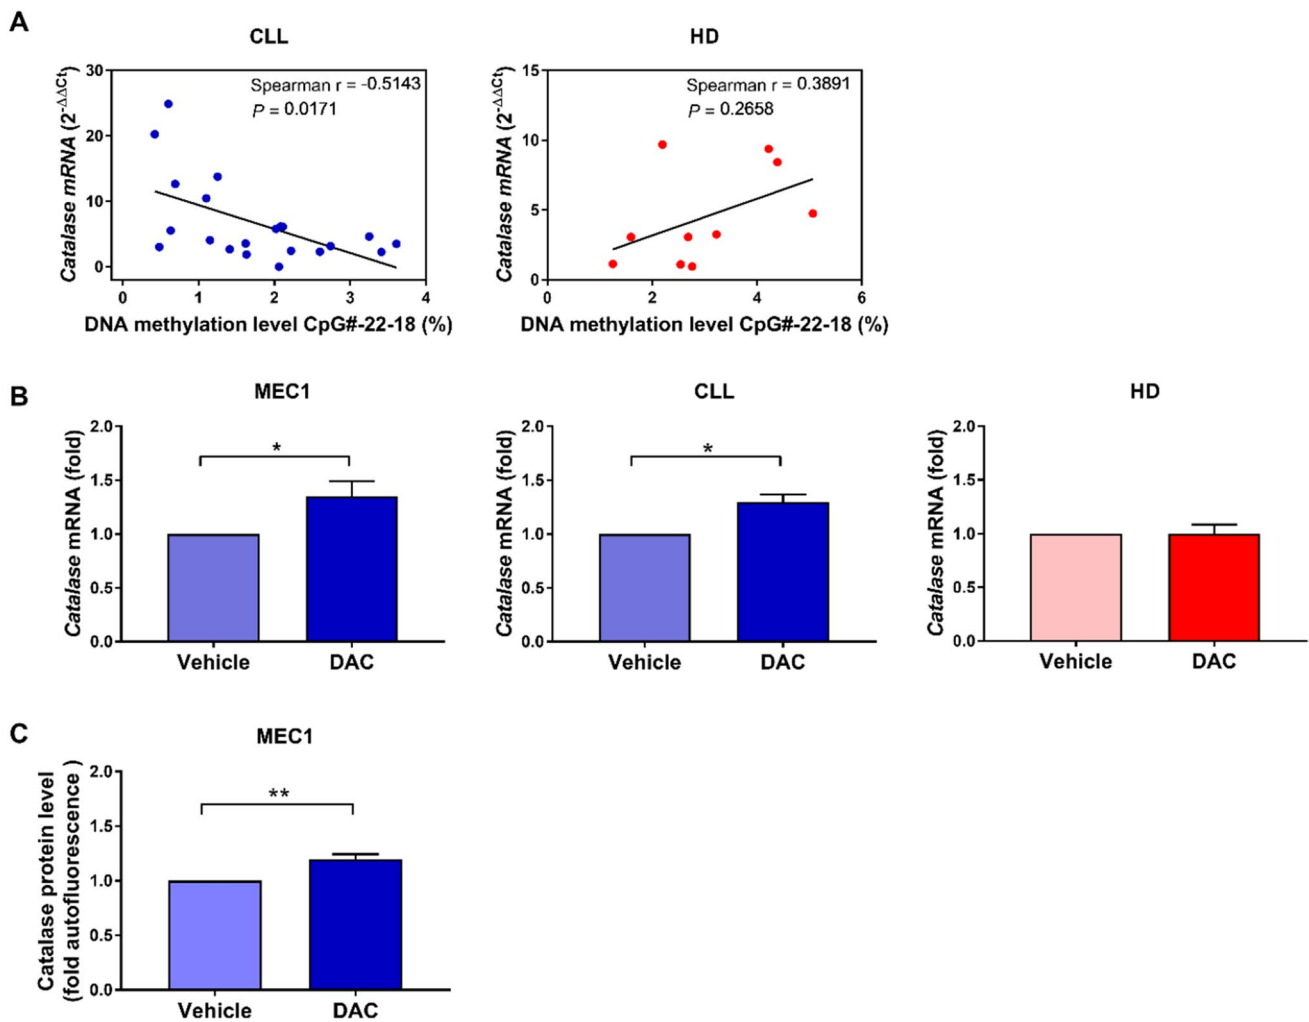 A
CLL
Catalase mRNA (2^-ΔΔCt)
30
20
10
0
Spearman r = -0.5143
P = 0.0171
0 1 2 3 4
DNA methylation level CpG#-22-18 (%)
HD
Catalase mRNA (2^-ΔΔCt)
15
10
5
0
Spearman r = 0.3891
P = 0.2658
0 2 4 6
DNA methylation level CpG#-22-18 (%)
B
MEC1
Catalase mRNA (fold)
2.0
1.5
1.0
0.5
0.0
*
Vehicle DAC
CLL
Catalase mRNA (fold)
2.0
1.5
1.0
0.5
0.0
*
Vehicle DAC
HD
Catalase mRNA (fold)
2.0
1.5
1.0
0.5
0.0
Vehicle DAC
C
MEC1
Catalase protein level
(fold autofluorescence )
2.0
1.5
1.0
0.5
0.0
**
Vehicle DAC